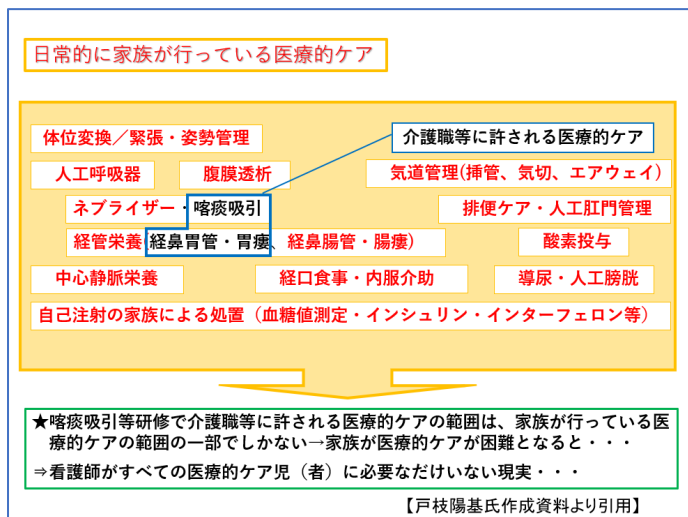 日常的に家族が行っている医療的ケア
体位変換／緊張・姿勢管理
介護職等に許される医療的ケア
人工呼吸器
腹膜透析
気道管理(挿管、気切、エアウェイ)
ネブライザー・喀痰吸引
排便ケア・人工肛門管理
経管栄養(経鼻胃管・胃瘻、経鼻腸管・腸瘻)
酸素投与
中心静脈栄養
経口食事・内服介助
導尿・人工膀胱
自己注射の家族による処置（血糖値測定・インシュリン・インターフェロン等）
★喀痰吸引等研修で介護職等に許される医療的ケアの範囲は、家族が行っている医
療的ケアの範囲の一部でしかない→家族が医療的ケアが困難となると・・・
⇒看護師がすべての医療的ケア児（者）に必要なだけいない現実・・・
【戸枝陽基氏作成資料より引用】